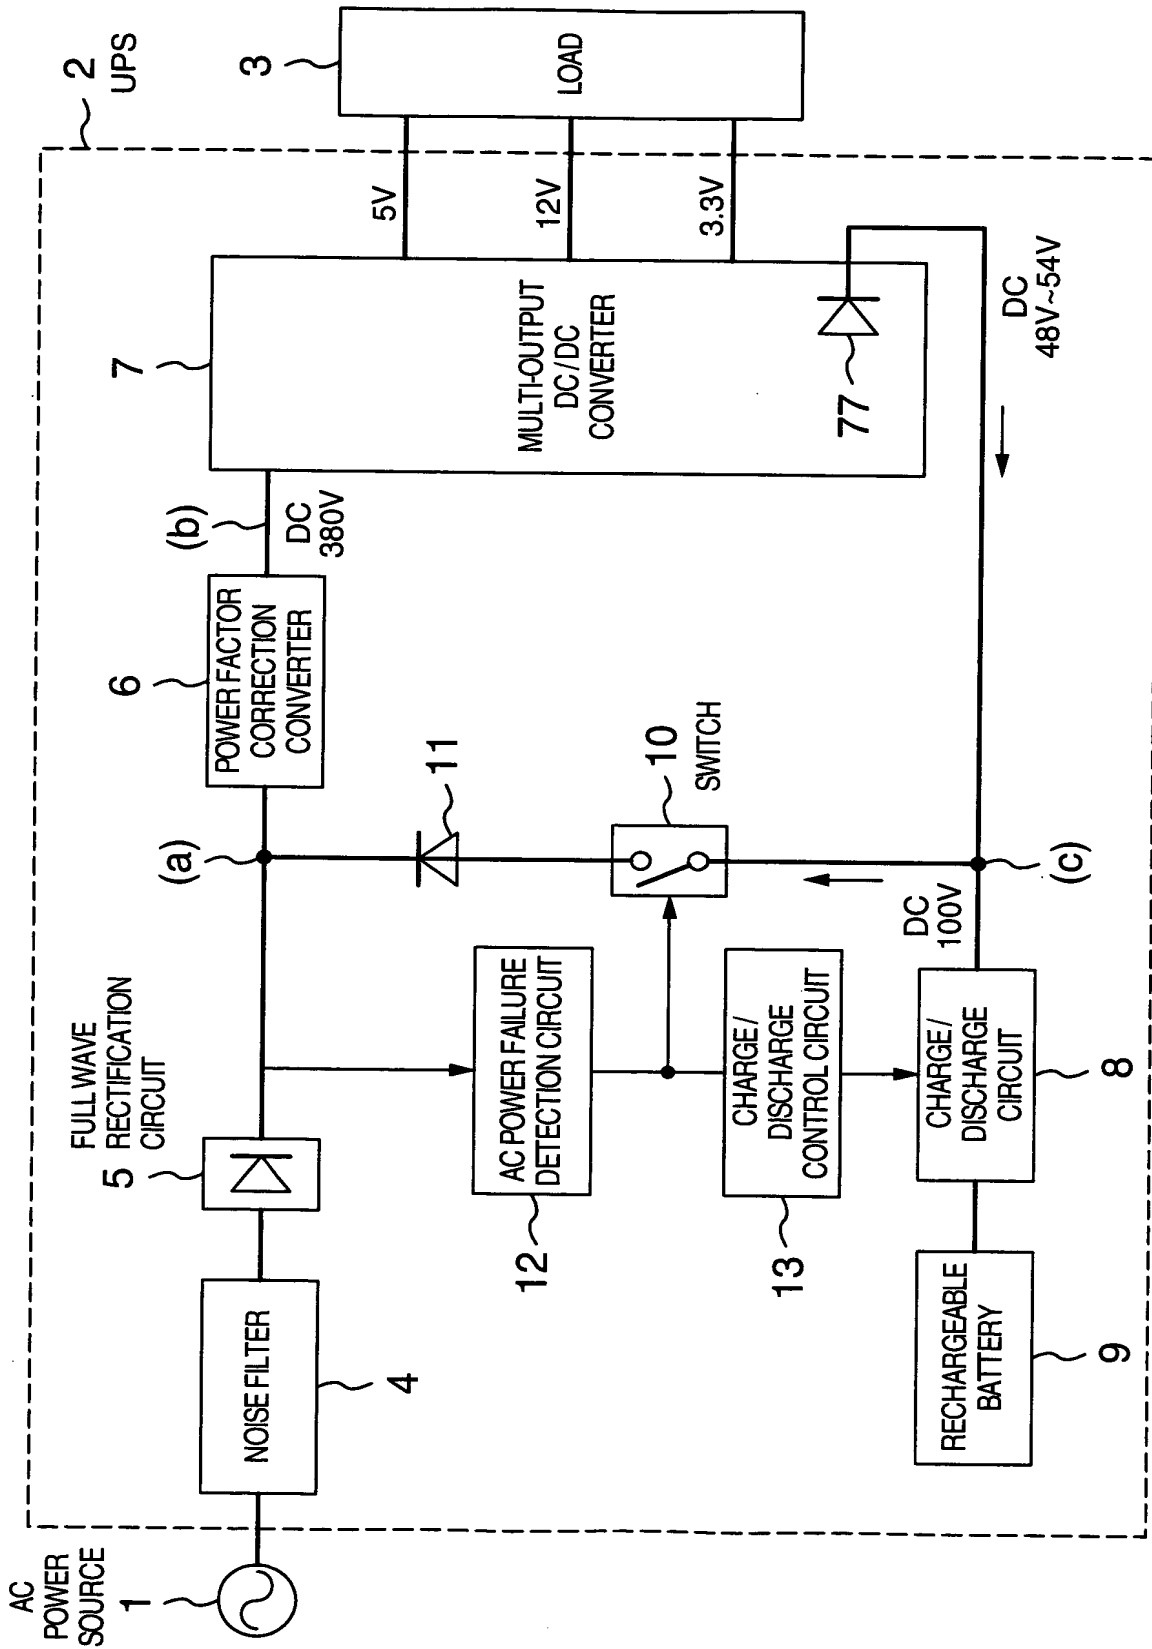 AC
POWER
SOURCE
1
2
UPS
NOISE FILTER
4
FULL WAVE
RECTIFICATION
CIRCUIT
5
(a)
6
POWER FACTOR
CORRECTION
CONVERTER
(b)
DC
380V
7
MULTI-OUTPUT
DC/DC
CONVERTER
77
5V
12V
3.3V
3
LOAD
11
10
SWITCH
AC POWER FAILURE
DETECTION CIRCUIT
12
CHARGE/
DISCHARGE
CONTROL CIRCUIT
13
DC
100V
(c)
DC
48V~54V
CHARGE/
DISCHARGE
CIRCUIT
8
RECHARGEABLE
BATTERY
9